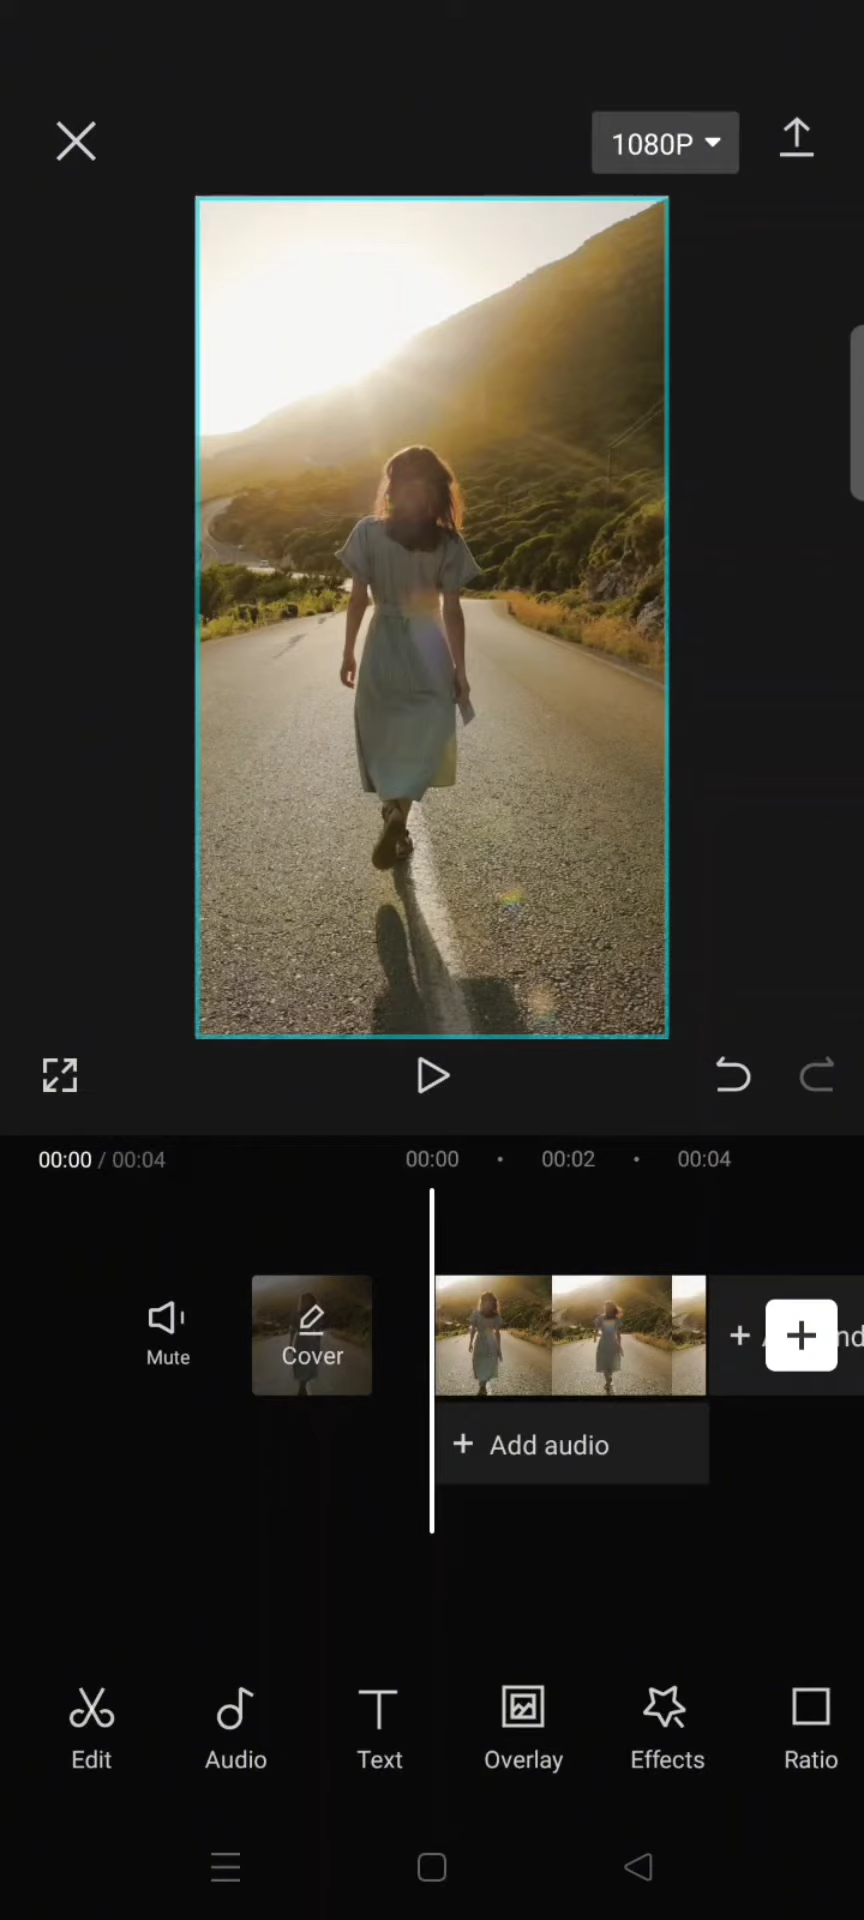 1080P
00:00 / 00:04 00:00 00:02 00:04
Mute
Cover
+
+ Add audio
Edit Audio Text Overlay Effects Ratio